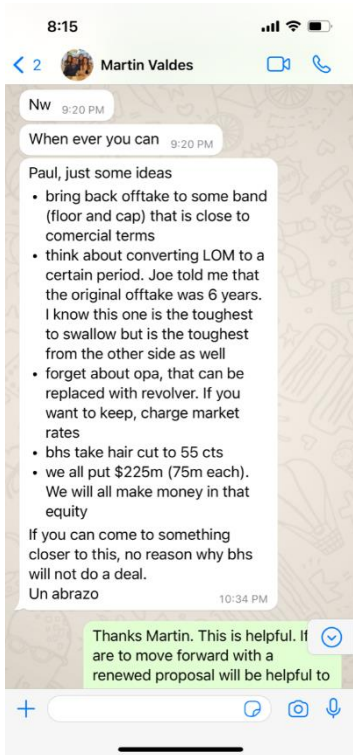 8:15
2
Martin Valdes
Nw 9:20 PM
When ever you can 9:20 PM
Paul, just some ideas
• bring back offtake to some band
(floor and cap) that is close to
comercial terms
• think about converting LOM to a
certain period. Joe told me that
the original offtake was 6 years.
I know this one is the toughest
to swallow but is the toughest
from the other side as well
• forget about opa, that can be
replaced with revolver. If you
want to keep, charge market
rates
• bhs take hair cut to 55 cts
• we all put $225m (75m each).
We will all make money in that
equity
If you can come to something
closer to this, no reason why bhs
will not do a deal.
Un abrazo
10:34 PM
Thanks Martin. This is helpful. If
are to move forward with a
renewed proposal will be helpful to